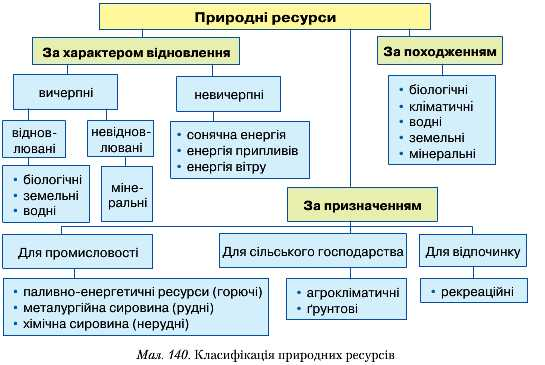 Природні ресурси
За характером відновлення
За походженням
вичерпні
невичерпні
• біологічні
• кліматичні
• водні
• земельні
• мінеральні
віднов-
лювані
невіднов-
лювані
• сонячна енергія
• енергія припливів
• енергія вітру
• біологічні
• земельні
• водні
міне-
ральні
За призначенням
Для промисловості
Для сільського господарства
Для відпочинку
• паливно-енергетичні ресурси (горючі)
• металургійна сировина (рудні)
• хімічна сировина (нерудні)
• агрокліматичні
• ґрунтові
• рекреаційні
Мал. 140. Класифікація природних ресурсів